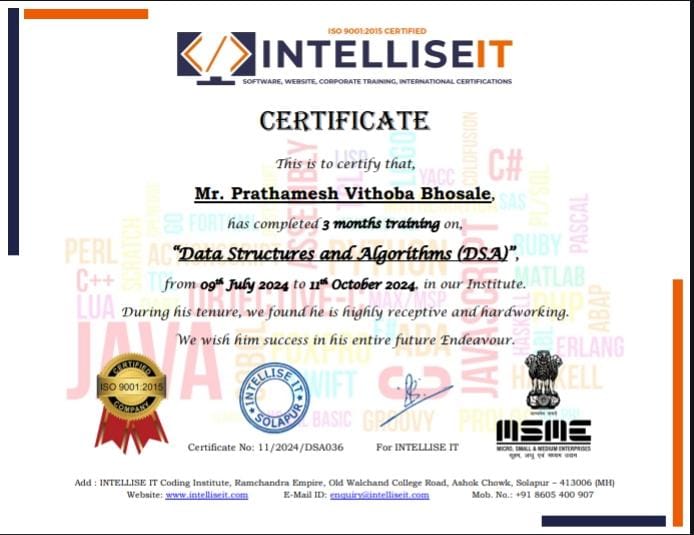 ISO 9001:2015 CERTIFIED
</> INTELLISEIT
SOFTWARE, WEBSITE, CORPORATE TRAINING, INTERNATIONAL CERTIFICATIONS
CERTIFICATE
This is to certify that,
Mr. Prathamesh Vithoba Bhosale,
has completed 3 months training on,
“Data Structures and Algorithms (DSA)”,
from 09th July 2024 to 11th October 2024, in our Institute.
During his tenure, we found he is highly receptive and hardworking.
We wish him success in his entire future Endeavour.
LISP
LOGO
ASSEMBLY
YACC
COLDFUSION
C#
SAS
PL/SQL
PASCAL
GO
FORTRAN
SCRATCH
PERL
ACTIONSCRIPT
PYTHON
RUBY
C++
MATLAB
LUA
OBJECTIVE-C
MAX/MSP
PHP
ABAP
JAVA
JAVASCRIPT
FOXPRO
ADA
HASKELL
ERLANG
SWIFT
BASIC
GROOVY
CERTIFIED
ISO 9001:2015
COMPANY
INTELLISE IT
SOLAPUR
सत्यमेव जयते
MSME
MICRO, SMALL & MEDIUM ENTERPRISES
सूक्ष्म, लघु एवं मध्यम उद्यम
Certificate No: 11/2024/DSA036
For INTELLISE IT
Add : INTELLISE IT Coding Institute, Ramchandra Empire, Old Walchand College Road, Ashok Chowk, Solapur – 413006 (MH)
Website: www.intelliseit.com E-Mail ID: enquiry@intelliseit.com Mob. No.: +91 8605 400 907